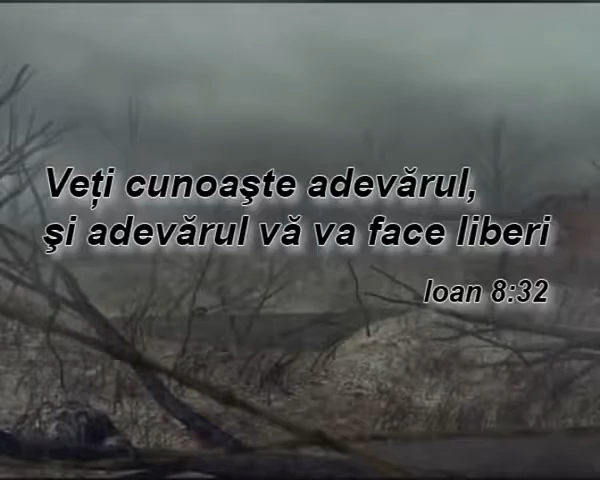 Veți cunoaşte adevărul,
şi adevărul vă va face liberi
Ioan 8:32